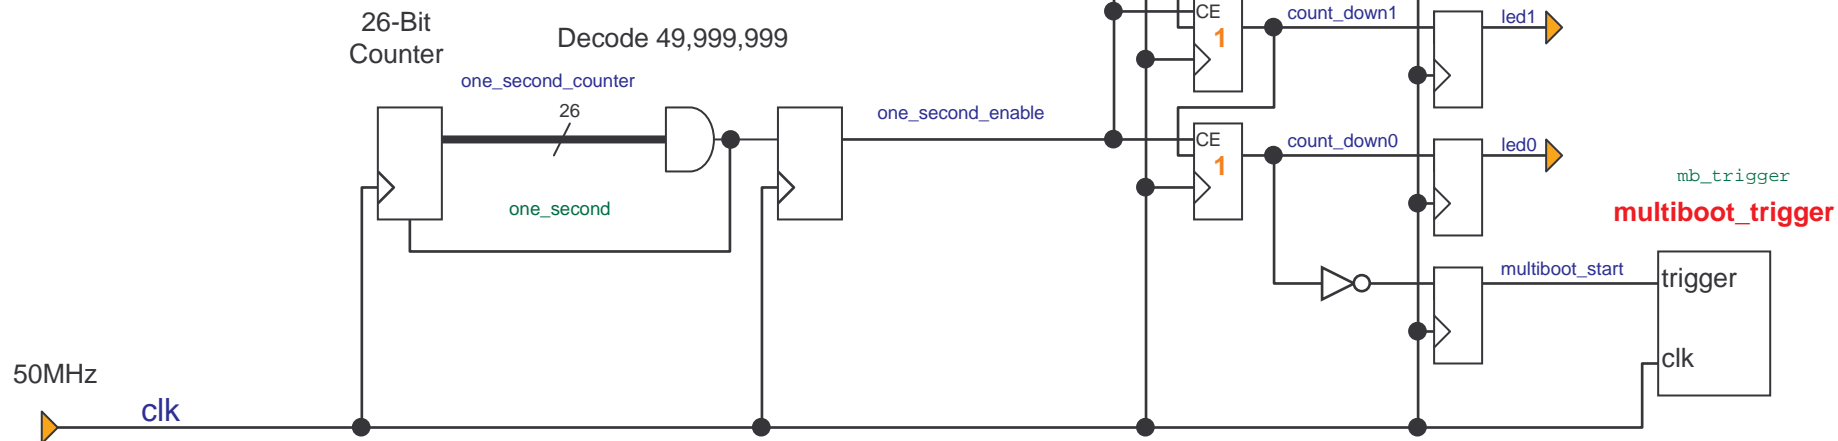 26-Bit
Counter
Decode 49,999,999
one_second_counter
26
one_second
one_second_enable
CE
1
count_down1
led1
CE
1
count_down0
led0
mb_trigger
multiboot_trigger
multiboot_start
trigger
clk
50MHz
clk